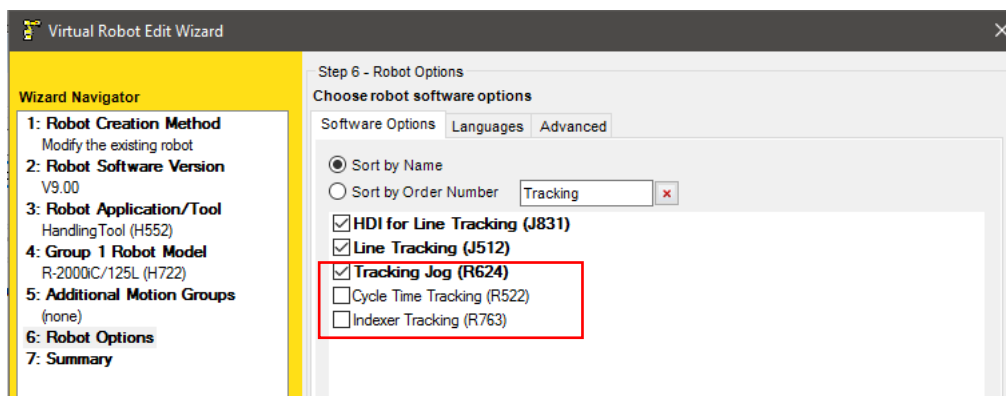 Virtual Robot Edit Wizard
Wizard Navigator
1: Robot Creation Method
Modify the existing robot
2: Robot Software Version
V9.00
3: Robot Application/Tool
HandlingTool (H552)
4: Group 1 Robot Model
R-2000iC/125L (H722)
5: Additional Motion Groups
(none)
6: Robot Options
7: Summary
Step 6 - Robot Options
Choose robot software options
Software Options Languages Advanced
Sort by Name
Sort by Order Number Tracking
HDI for Line Tracking (J831)
Line Tracking (J512)
Tracking Jog (R624)
Cycle Time Tracking (R522)
Indexer Tracking (R763)